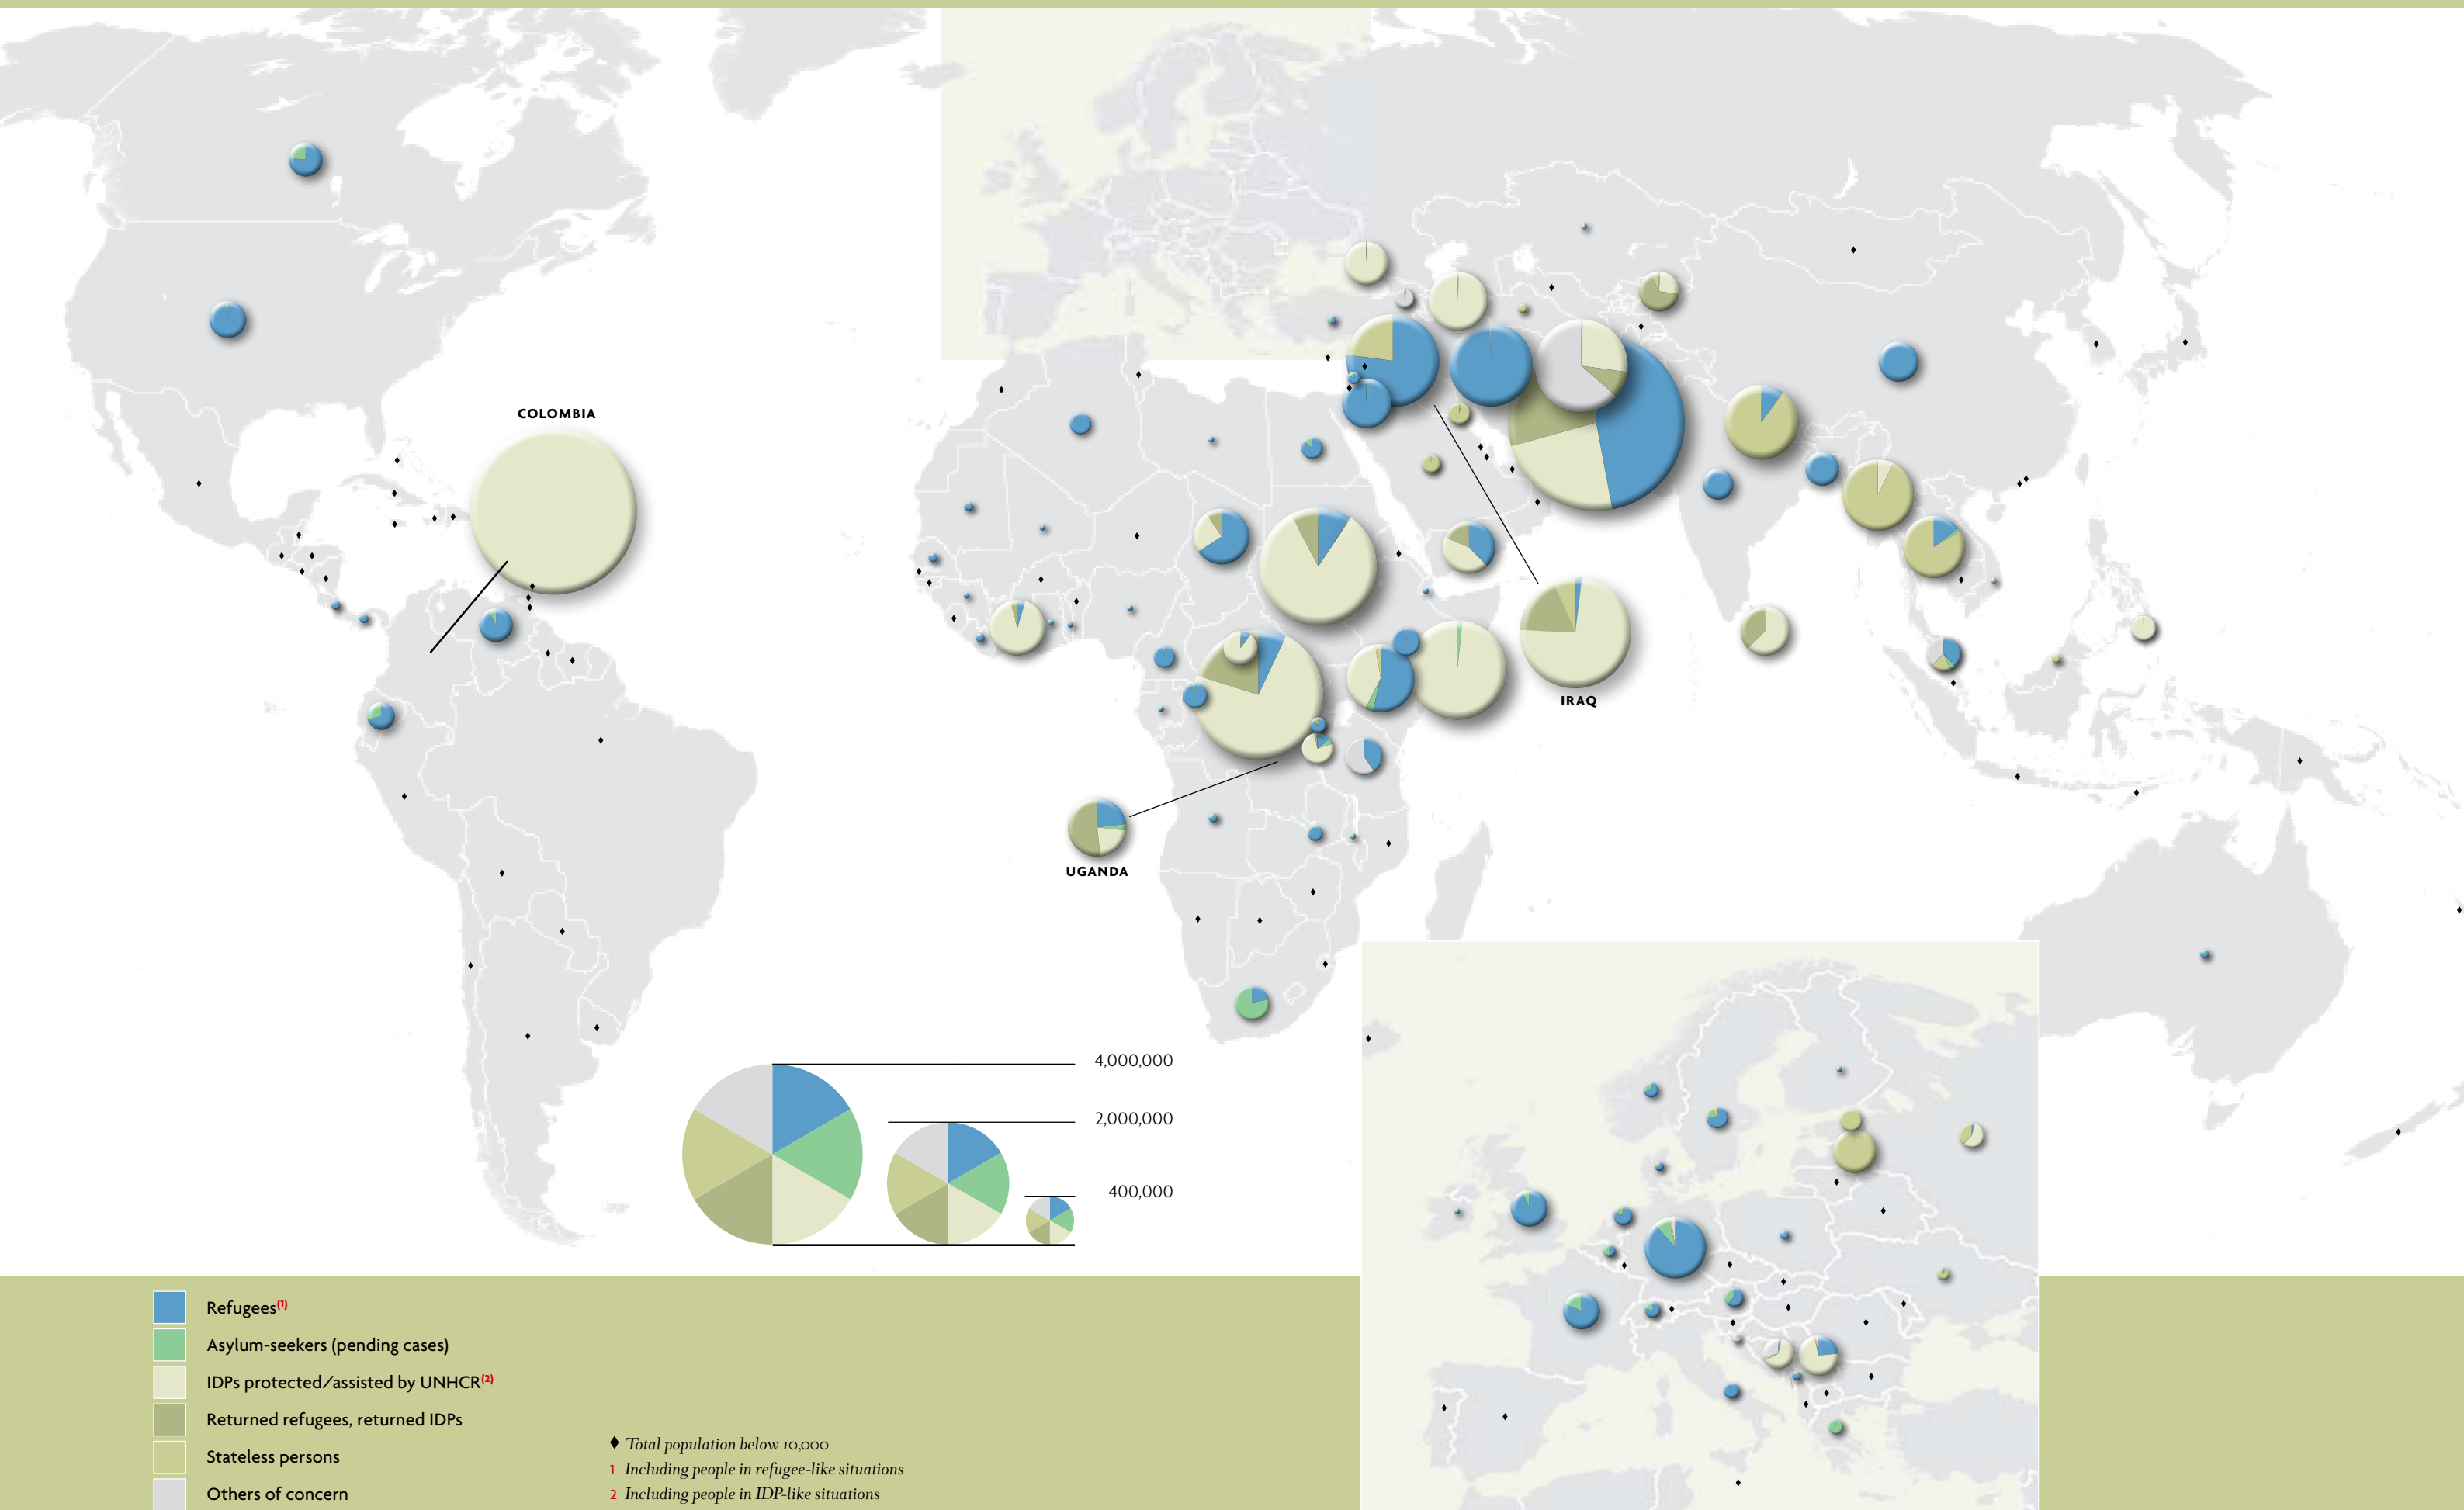 COLOMBIA
IRAQ
UGANDA
4,000,000
2,000,000
400,000
Refugees(1)
Asylum-seekers (pending cases)
IDPs protected/assisted by UNHCR(2)
Returned refugees, returned IDPs
Stateless persons
Others of concern
♦ Total population below 10,000
1 Including people in refugee-like situations
2 Including people in IDP-like situations